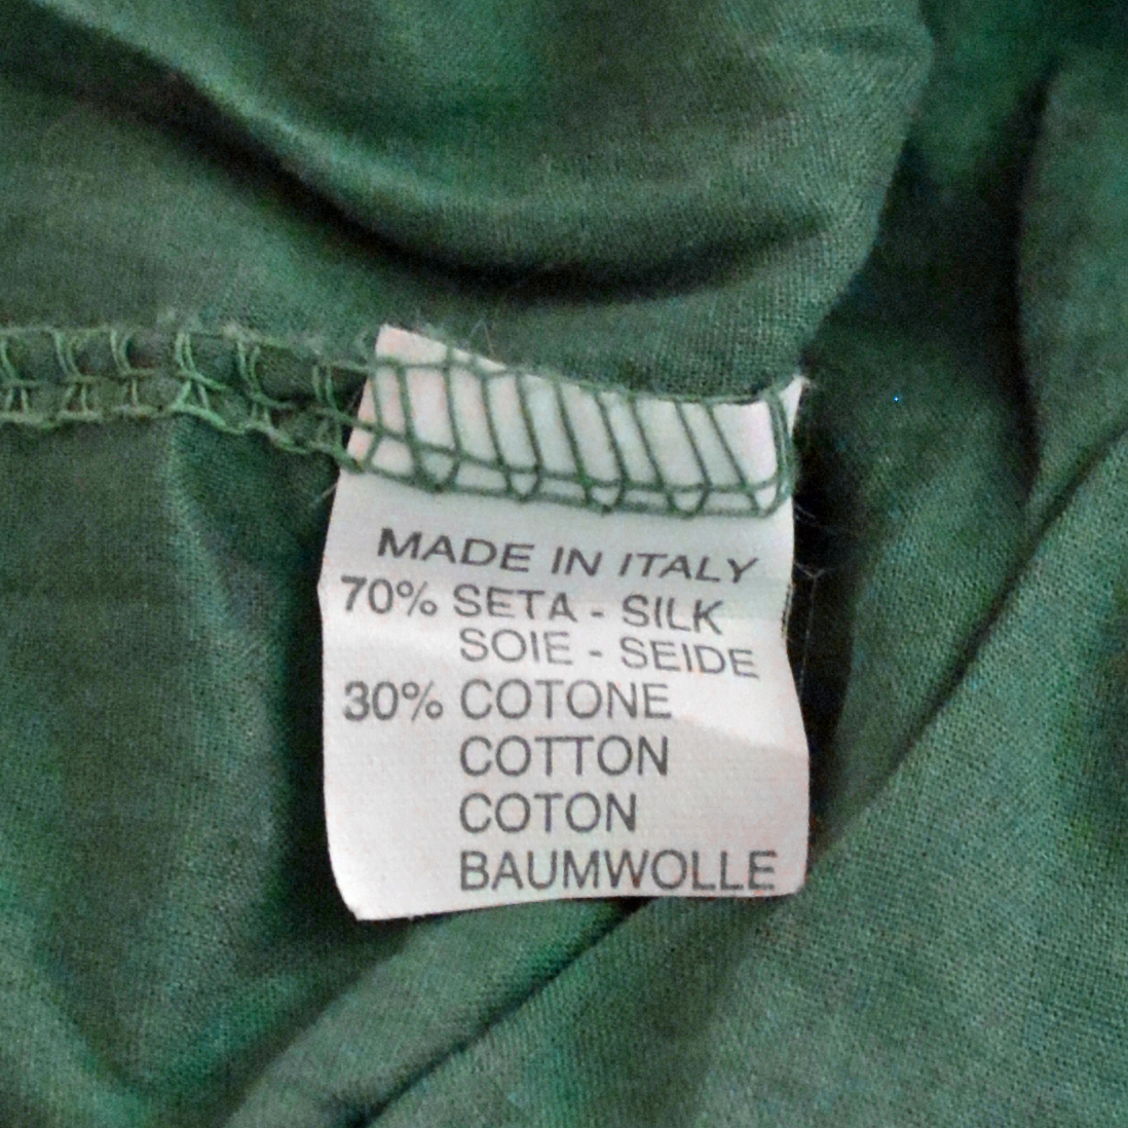 MADE IN ITALY
70% SETA - SILK
SOIE - SEIDE
30% COTONE
COTTON
COTON
BAUMWOLLE